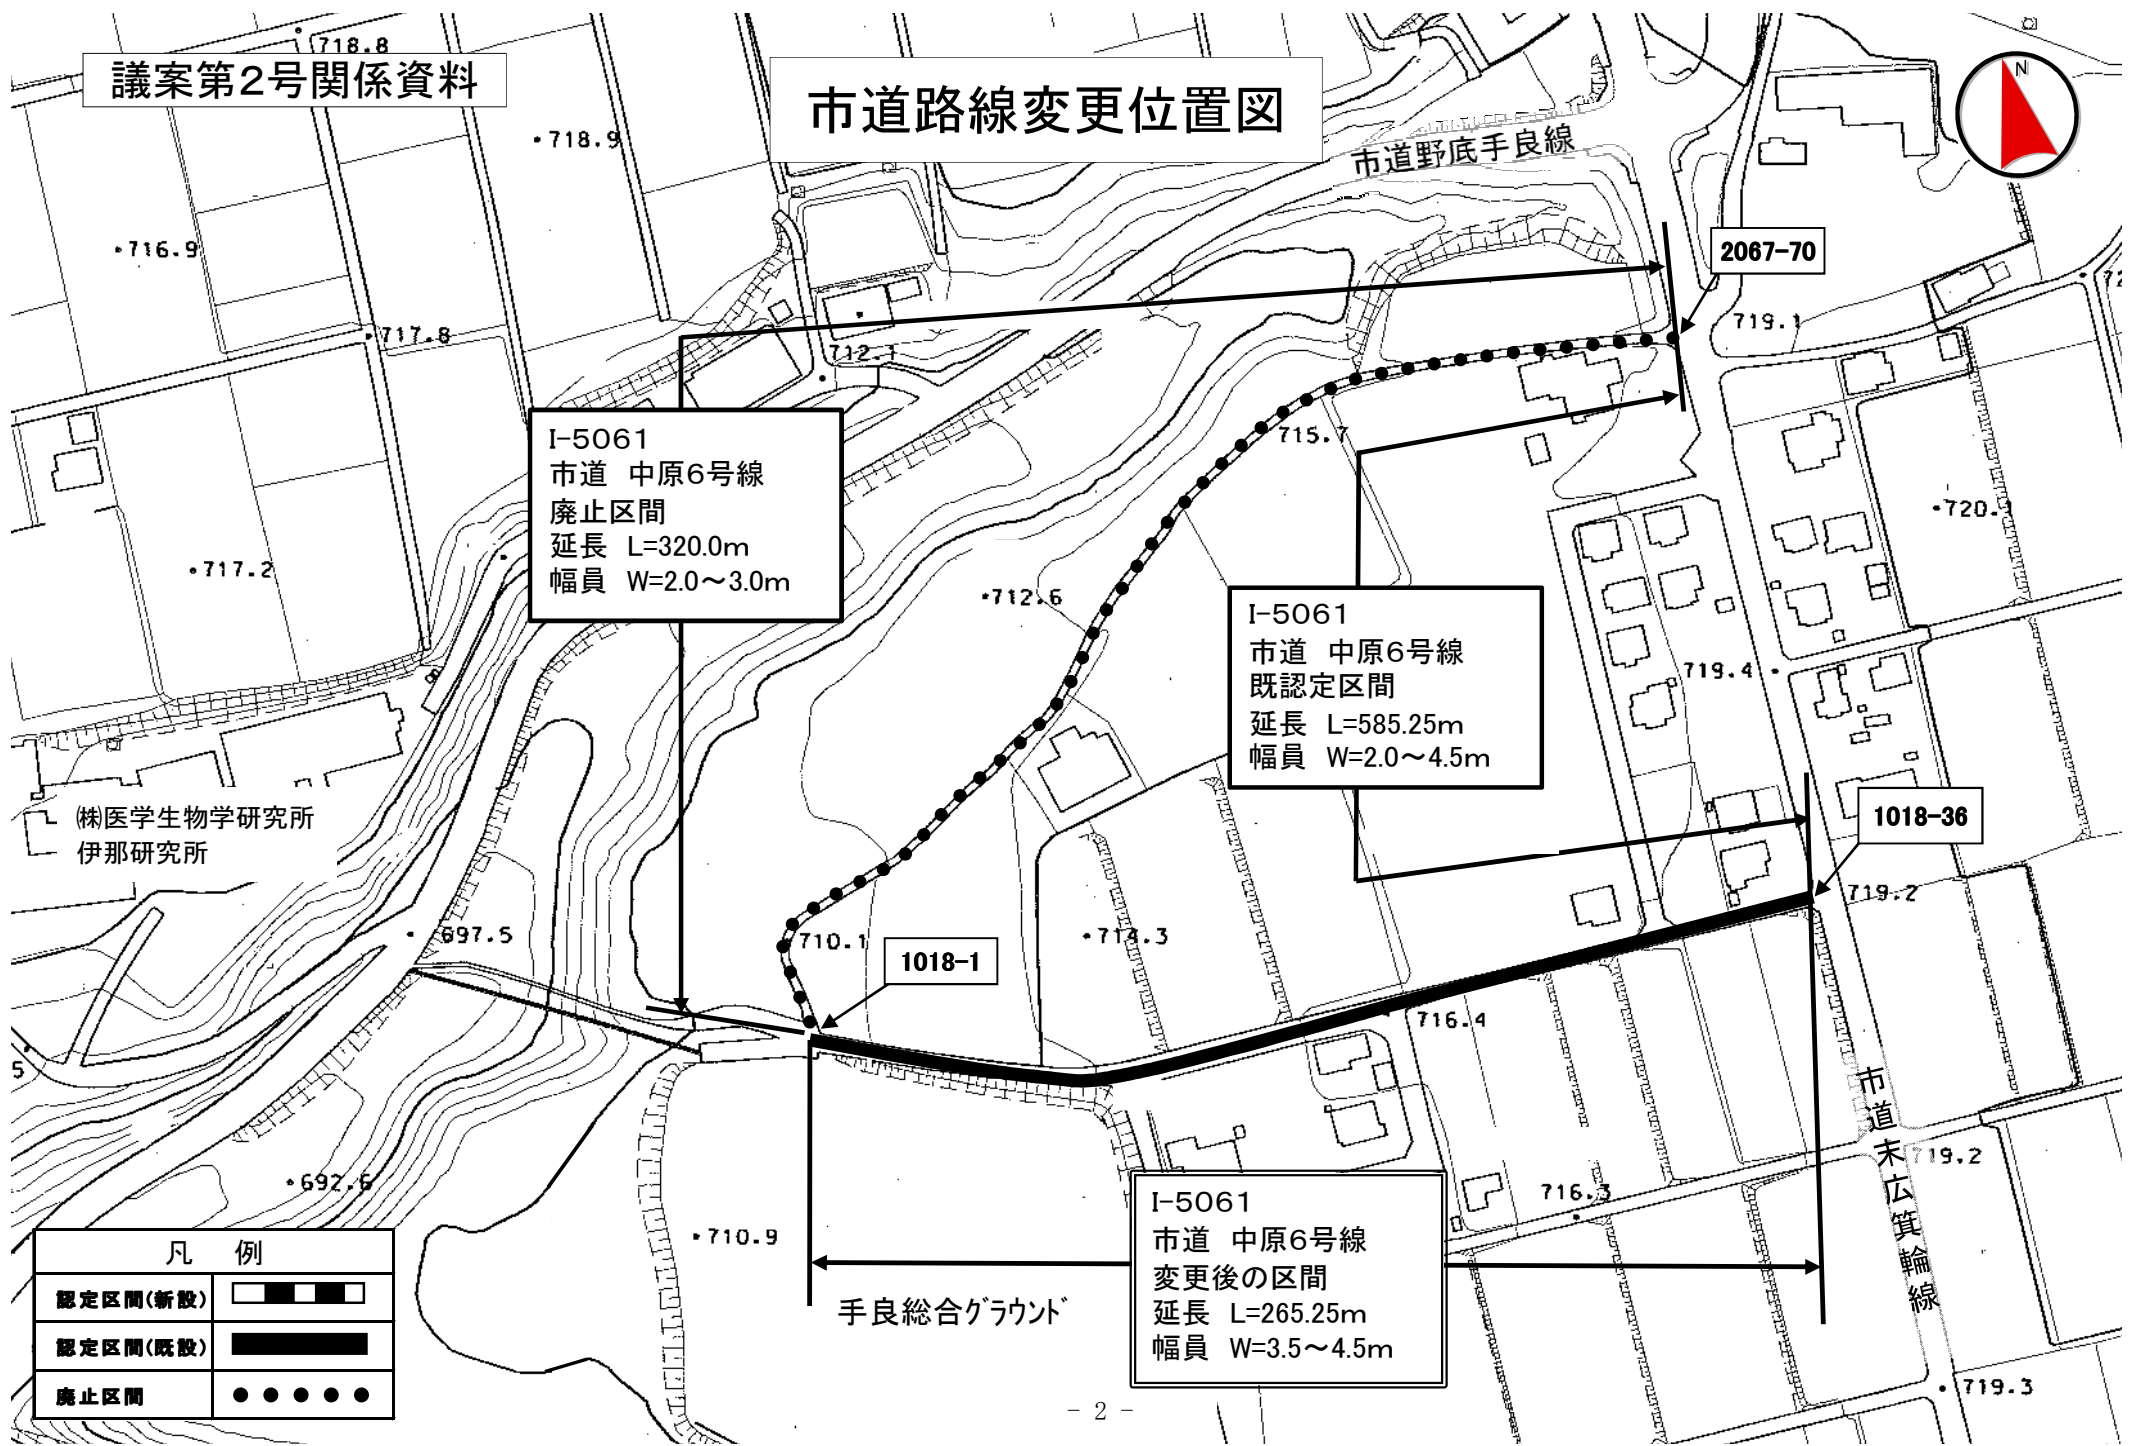 議案第2号関係資料
市道路線変更位置図
N
718.8
718.9
市道野底手良線
716.9
2067-70
719.1
717.8
712.1
I-5061
市道 中原6号線
廃止区間
延長 L=320.0m
幅員 W=2.0～3.0m
715.7
720.1
717.2
712.6
I-5061
市道 中原6号線
既認定区間
延長 L=585.25m
幅員 W=2.0～4.5m
719.4
㈱医学生物学研究所
伊那研究所
1018-36
719.2
697.5
710.1
714.3
1018-1
716.4
市道末広箕輪線
719.2
692.6
716.3
710.9
I-5061
市道 中原6号線
変更後の区間
延長 L=265.25m
幅員 W=3.5～4.5m
手良総合グラウンド
凡 例
認定区間(新設)
認定区間(既設)
廃止区間
719.3
- 2 -